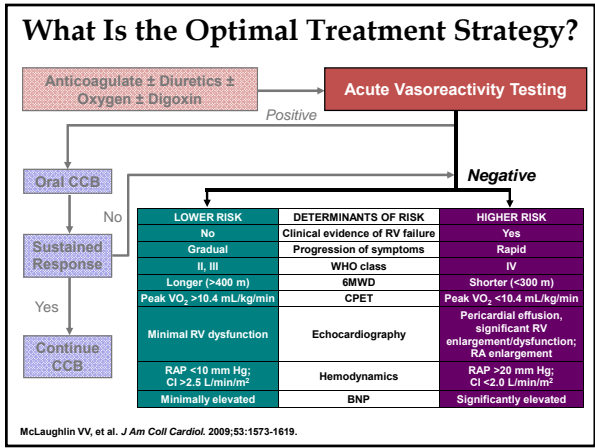 What Is the Optimal Treatment Strategy?
Anticoagulate ± Diuretics ±
Oxygen ± Digoxin
Acute Vasoreactivity Testing
Positive
Oral CCB
Negative
No
Sustained
Response
Yes
Continue
CCB
LOWER RISK DETERMINANTS OF RISK HIGHER RISK
No Clinical evidence of RV failure Yes
Gradual Progression of symptoms Rapid
II, III WHO class IV
Longer (>400 m) 6MWD Shorter (<300 m)
Peak VO₂ >10.4 mL/kg/min CPET Peak VO₂ <10.4 mL/kg/min
Minimal RV dysfunction Echocardiography
Pericardial effusion,
significant RV
enlargement/dysfunction;
RA enlargement
RAP <10 mm Hg;
CI >2.5 L/min/m²
Hemodynamics
RAP >20 mm Hg;
CI <2.0 L/min/m²
Minimally elevated BNP Significantly elevated
McLaughlin VV, et al. J Am Coll Cardiol. 2009;53:1573-1619.